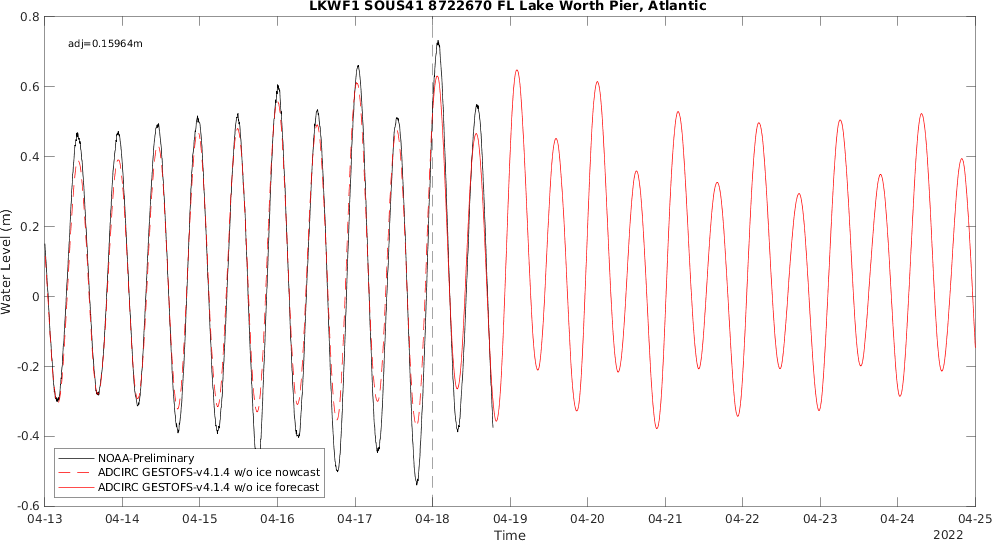 LKWF1 SOUS41 8722670 FL Lake Worth Pier, Atlantic
adj=0.15964m
Water Level (m)
0.8
0.6
0.4
0.2
0
-0.2
-0.4
-0.6
NOAA-Preliminary
ADCIRC GESTOFS-v4.1.4 w/o ice nowcast
ADCIRC GESTOFS-v4.1.4 w/o ice forecast
04-13 04-14 04-15 04-16 04-17 04-18 04-19 04-20 04-21 04-22 04-23 04-24 04-25
Time
2022